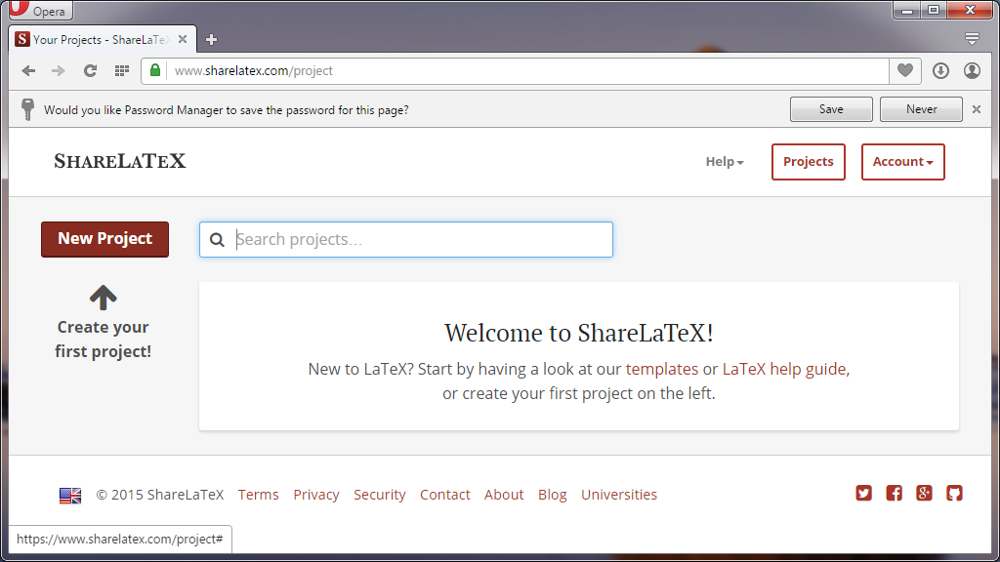 Opera
Your Projects - ShareLaTeX
www.sharelatex.com/project
Would you like Password Manager to save the password for this page?
Save
Never
SHARELATEX
Help
Projects
Account
New Project
Search projects...
Create your
first project!
Welcome to ShareLaTeX!
New to LaTeX? Start by having a look at our templates or LaTeX help guide,
or create your first project on the left.
© 2015 ShareLaTeX Terms Privacy Security Contact About Blog Universities
https://www.sharelatex.com/project#